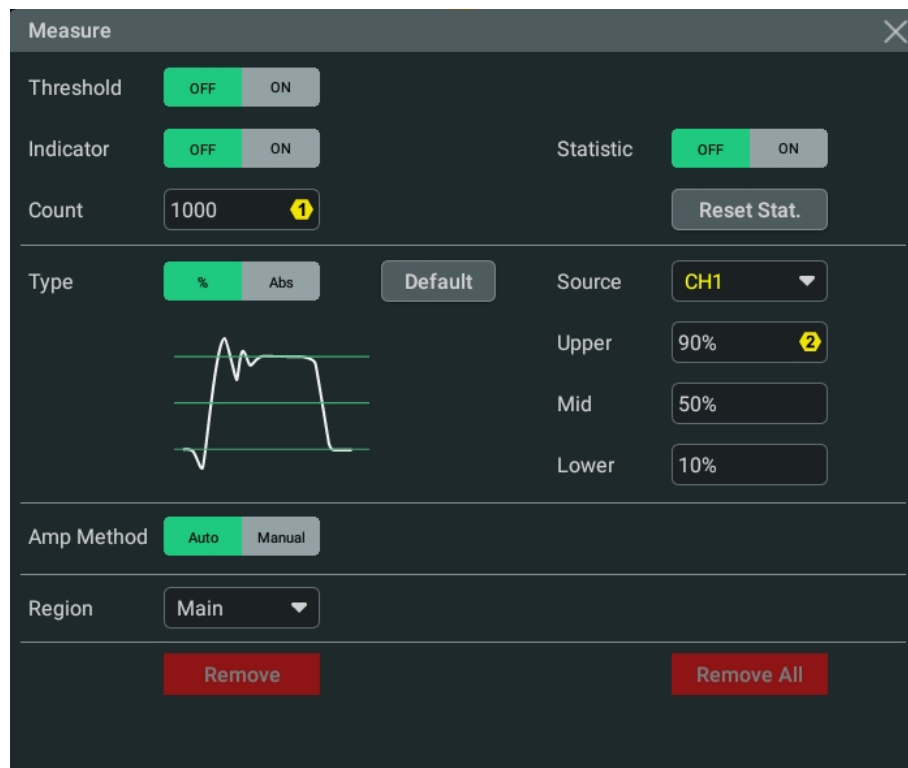 Measure
Threshold OFF ON
Indicator OFF ON Statistic OFF ON
Count 1000 1 Reset Stat.
Type % Abs Default Source CH1
Upper 90% 2
Mid 50%
Lower 10%
Amp Method Auto Manual
Region Main
Remove Remove All